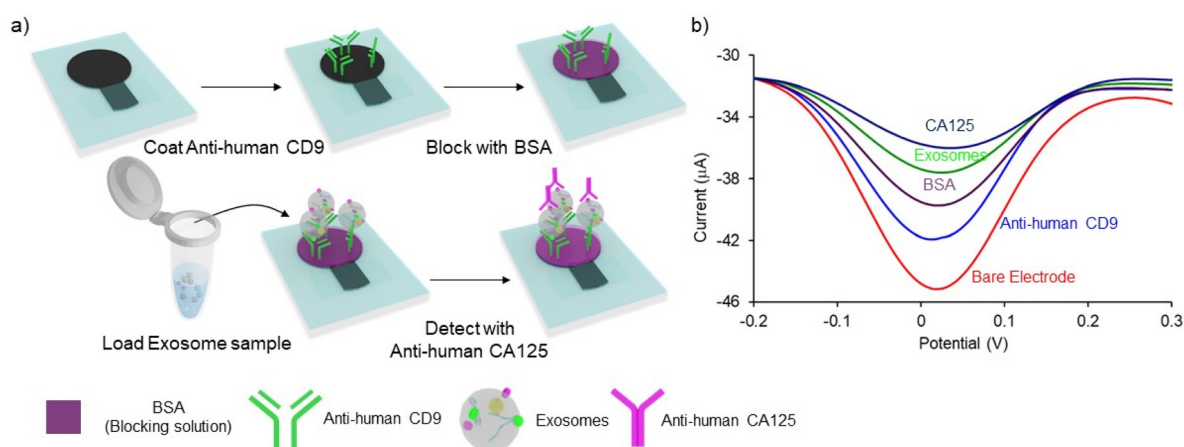 a)
Coat Anti-human CD9
Block with BSA
Load Exosome sample
Detect with
Anti-human CA125
BSA
(Blocking solution)
Anti-human CD9
Exosomes
Anti-human CA125
b)
-30
-34
-38
-42
-46
Current (μA)
CA125
Exosomes
BSA
Anti-human CD9
Bare Electrode
-0.2
-0.1
0
0.1
0.2
0.3
Potential (V)